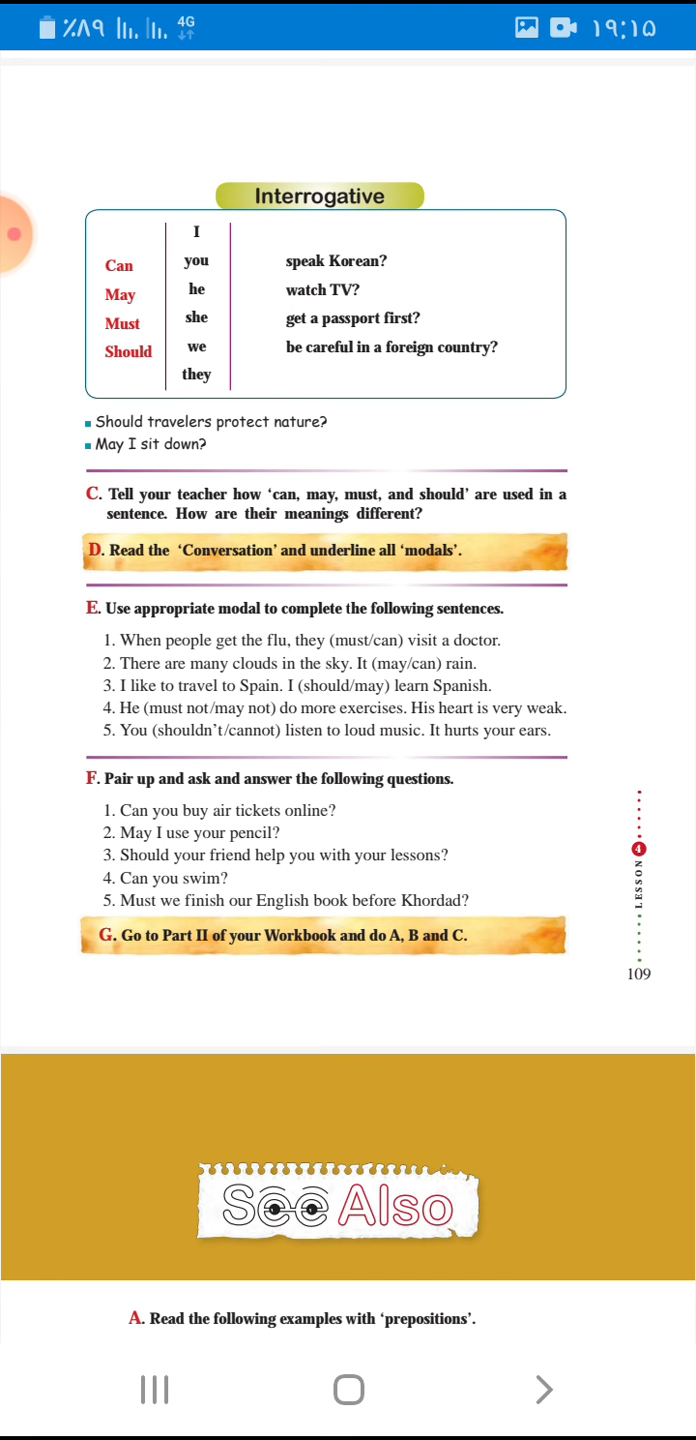 ٪۸۹ 4G ۱۹:۱۵
Interrogative
I
Can you speak Korean?
May he watch TV?
Must she get a passport first?
Should we be careful in a foreign country?
they
Should travelers protect nature?
May I sit down?
C. Tell your teacher how ‘can, may, must, and should’ are used in a
sentence. How are their meanings different?
D. Read the ‘Conversation’ and underline all ‘modals’.
E. Use appropriate modal to complete the following sentences.
1. When people get the flu, they (must/can) visit a doctor.
2. There are many clouds in the sky. It (may/can) rain.
3. I like to travel to Spain. I (should/may) learn Spanish.
4. He (must not/may not) do more exercises. His heart is very weak.
5. You (shouldn’t/cannot) listen to loud music. It hurts your ears.
F. Pair up and ask and answer the following questions.
1. Can you buy air tickets online?
2. May I use your pencil?
3. Should your friend help you with your lessons?
4. Can you swim?
5. Must we finish our English book before Khordad?
G. Go to Part II of your Workbook and do A, B and C.
LESSON 4
109
See Also
A. Read the following examples with ‘prepositions’.